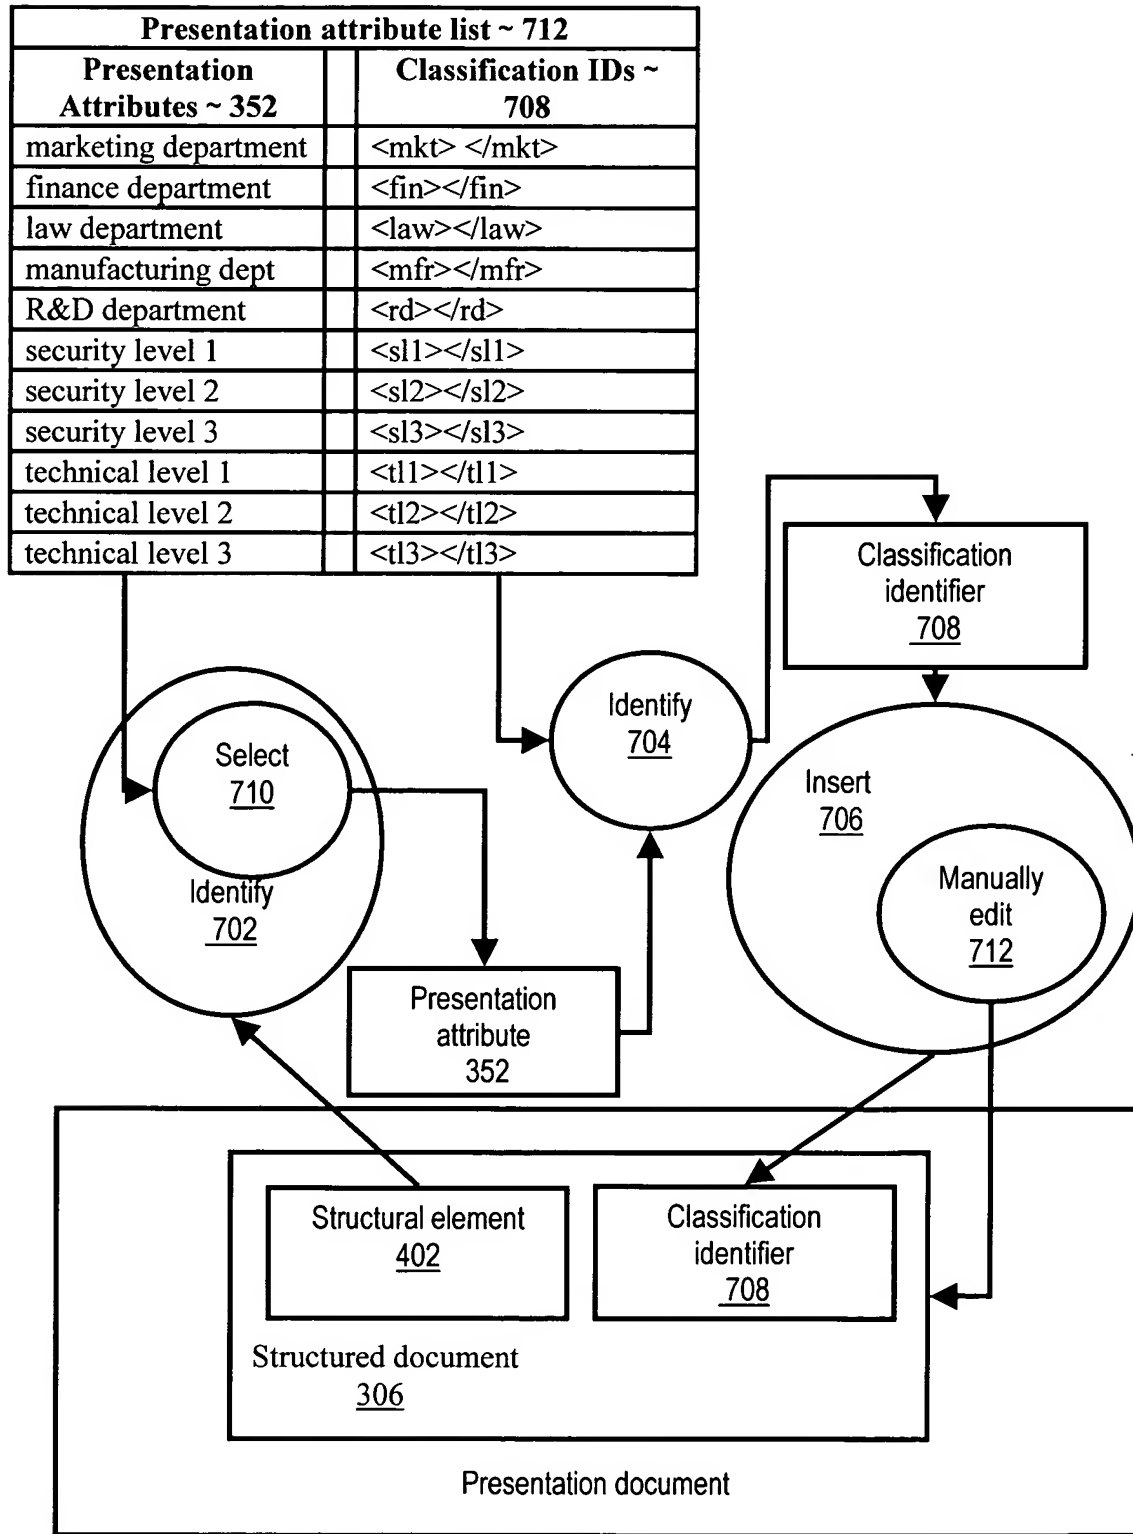 Presentation attribute list ~ 712
Presentation
Attributes ~ 352
Classification IDs ~
708
marketing department <mkt> </mkt>
finance department <fin></fin>
law department <law></law>
manufacturing dept <mfr></mfr>
R&D department <rd></rd>
security level 1 <sl1></sl1>
security level 2 <sl2></sl2>
security level 3 <sl3></sl3>
technical level 1 <tl1></tl1>
technical level 2 <tl2></tl2>
technical level 3 <tl3></tl3>
Classification
identifier
708
Identify
704
Select
710
Identify
702
Insert
706
Manually
edit
712
Presentation
attribute
352
Structural element
402
Classification
identifier
708
Structured document
306
Presentation document